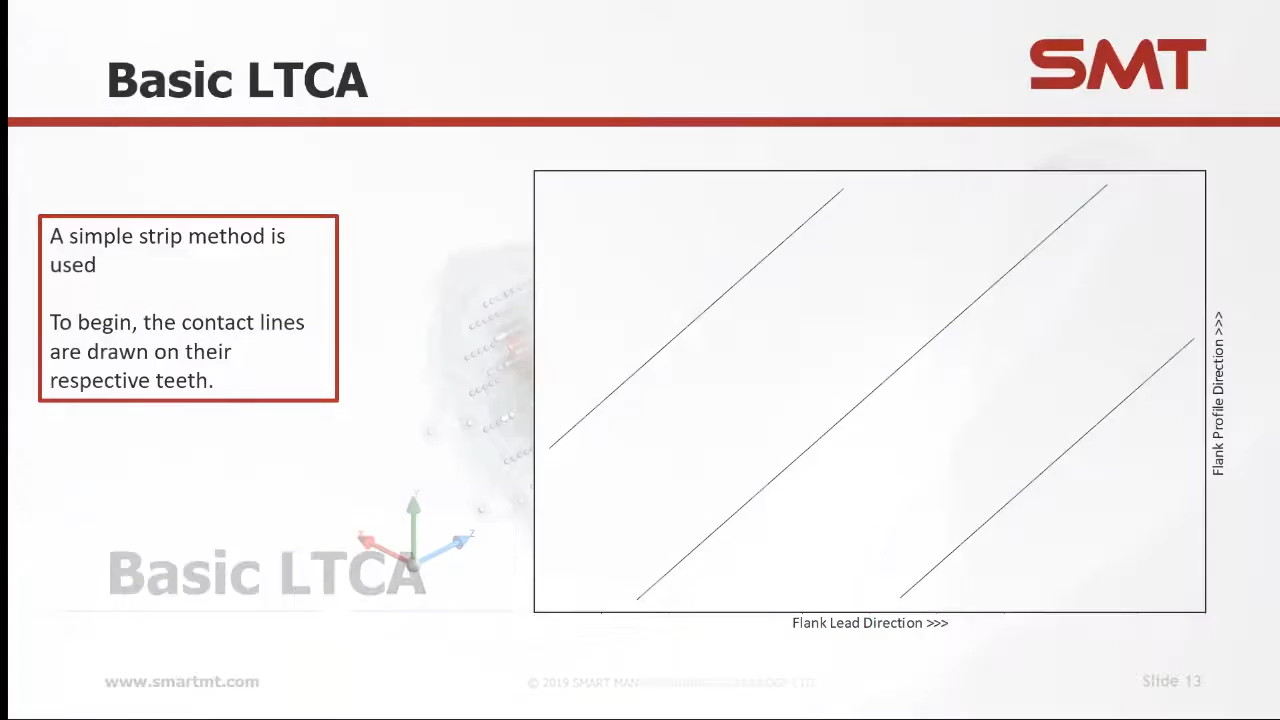 Basic LTCA
SMT
A simple strip method is
used
To begin, the contact lines
are drawn on their
respective teeth.
Flank Profile Direction >>>
Y
Z
Basic LTCA
Flank Lead Direction >>>
www.smartmt.com
© 2019 SMART
Slide 13